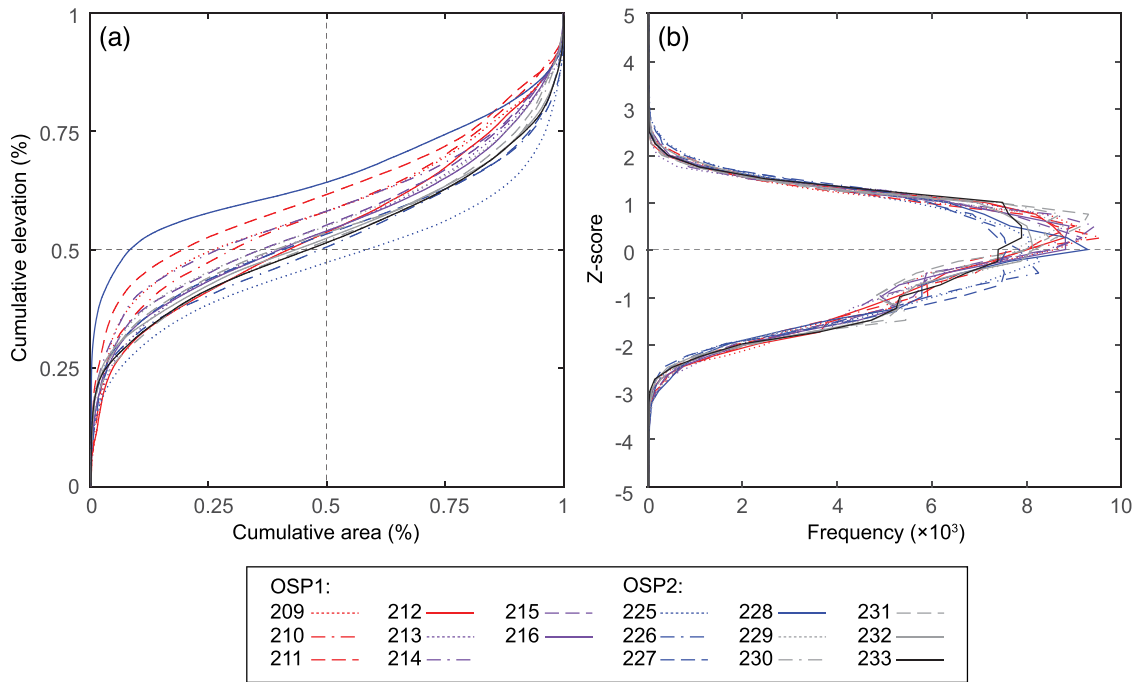 (a)
1
0.75
0.5
0.25
0
Cumulative elevation (%)
0 0.25 0.5 0.75 1
Cumulative area (%)
(b)
5
4
3
2
1
0
-1
-2
-3
-4
-5
Z-score
0 2 4 6 8 10
Frequency (×10³)
OSP1: OSP2:
209 212 215 225 228 231
210 213 216 226 229 232
211 214 227 230 233